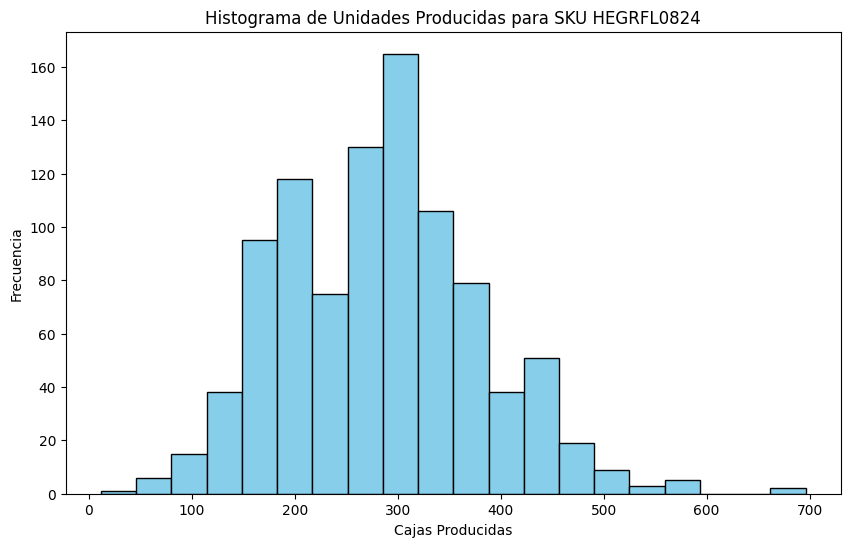 Histograma de Unidades Producidas para SKU HEGRFL0824
Frecuencia
160
140
120
100
80
60
40
20
0
0 100 200 300 400 500 600 700
Cajas Producidas